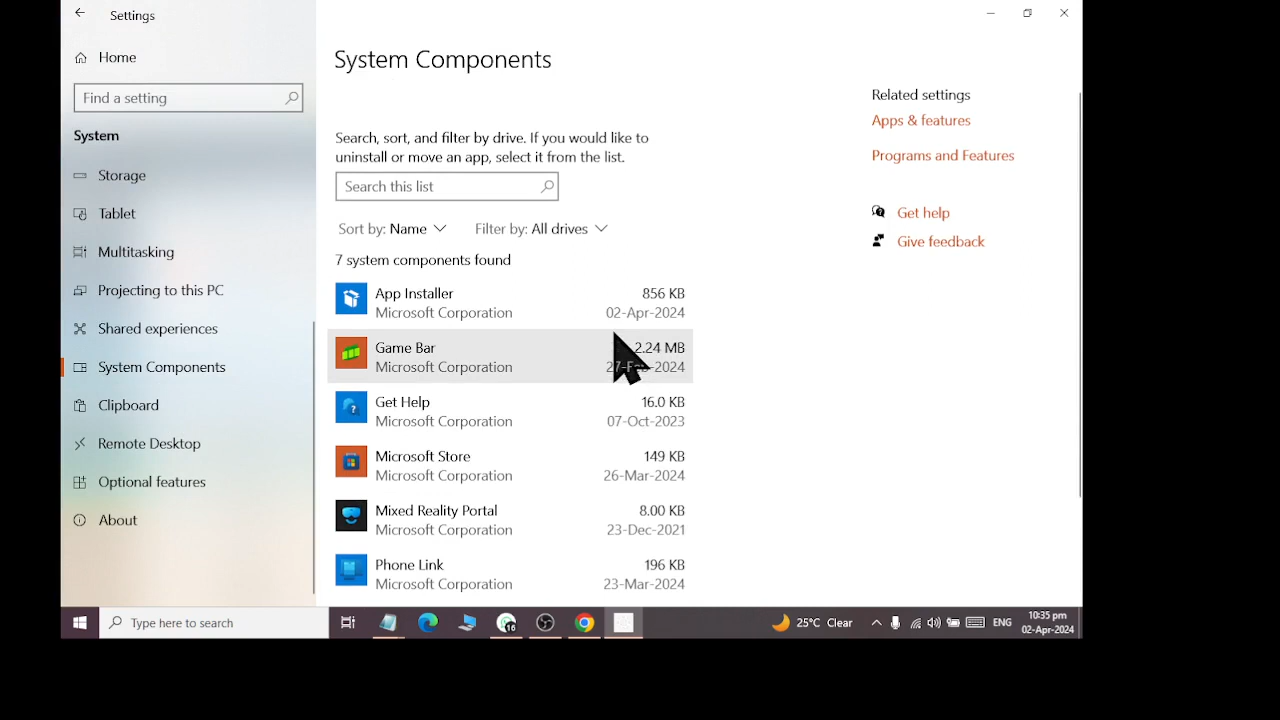 Settings
Home
Find a setting
System
Storage
Tablet
Multitasking
Projecting to this PC
Shared experiences
System Components
Clipboard
Remote Desktop
Optional features
About
System Components
Search, sort, and filter by drive. If you would like to
uninstall or move an app, select it from the list.
Search this list
Sort by: Name
Filter by: All drives
7 system components found
App Installer 856 KB
Microsoft Corporation 02-Apr-2024
Game Bar 2.24 MB
Microsoft Corporation 27-Feb-2024
Get Help 16.0 KB
Microsoft Corporation 07-Oct-2023
Microsoft Store 149 KB
Microsoft Corporation 26-Mar-2024
Mixed Reality Portal 8.00 KB
Microsoft Corporation 23-Dec-2021
Phone Link 196 KB
Microsoft Corporation 23-Mar-2024
Related settings
Apps & features
Programs and Features
Get help
Give feedback
Type here to search
16
25°C Clear
ENG
10:35 pm
02-Apr-2024